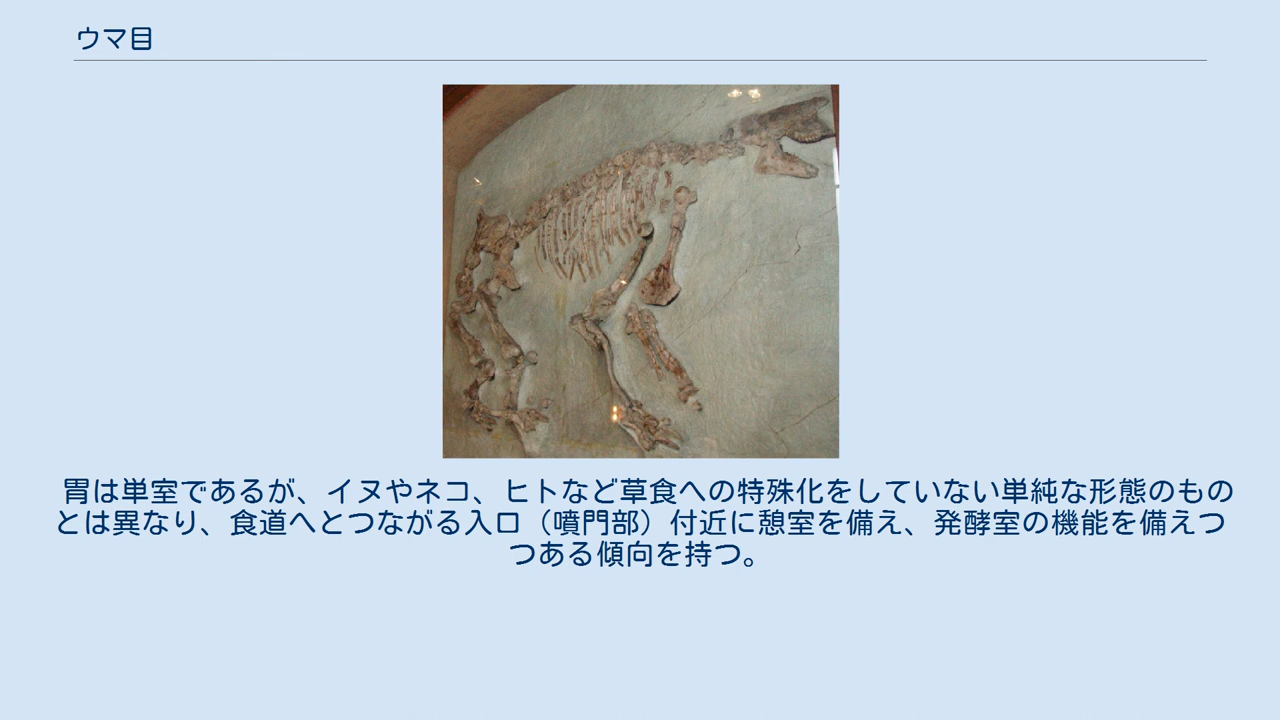 ウマ目
胃は単室であるが、イヌやネコ、ヒトなど草食への特殊化をしていない単純な形態のもの
とは異なり、食道へとつながる入口（噴門部）付近に憩室を備え、発酵室の機能を備えつ
つある傾向を持つ。